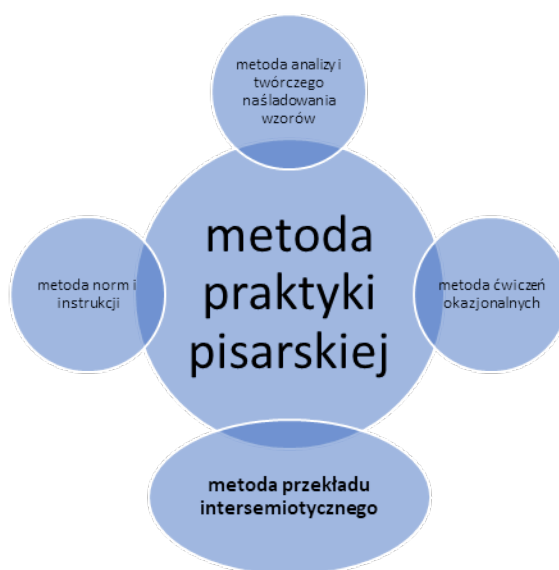 metoda analizy i
twórczego
naśladowania
wzorów
metoda
praktyki
pisarskiej
metoda norm i
instrukcji
metoda ćwiczeń
okazjonalnych
metoda przekładu
intersemiotycznego